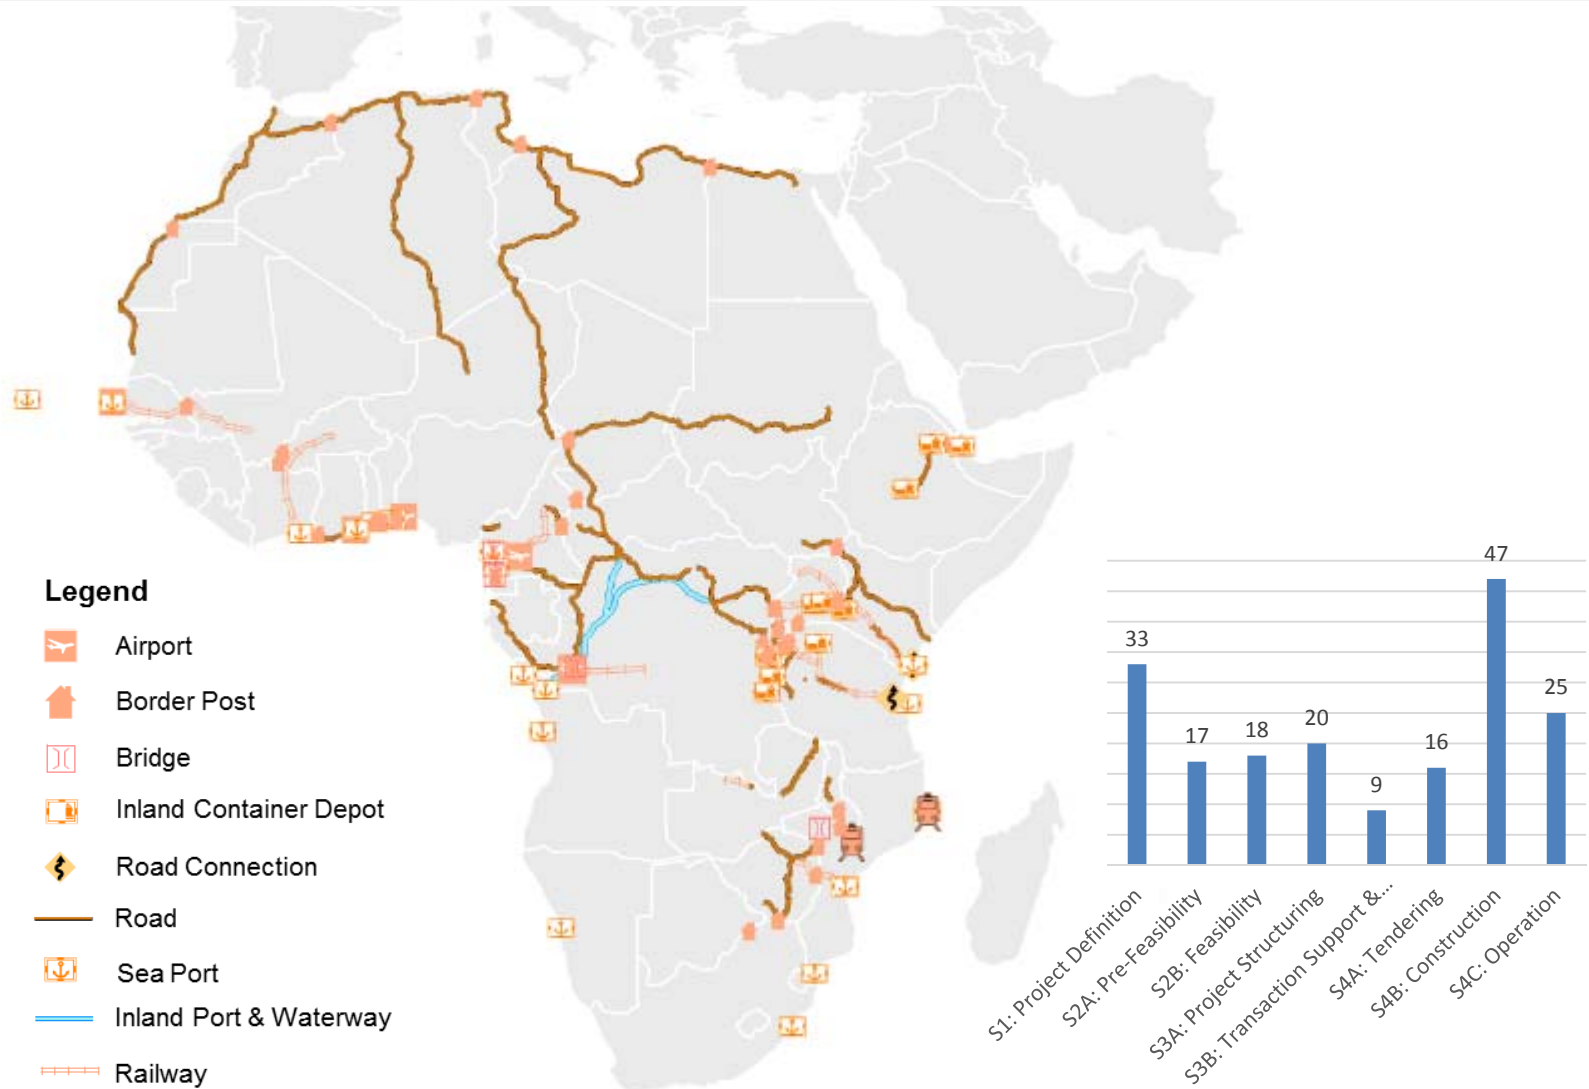 Legend
Airport
Border Post
Bridge
Inland Container Depot
Road Connection
Road
Sea Port
Inland Port & Waterway
Railway
33
17
18
20
9
16
47
25
S1: Project Definition
S2A: Pre-Feasibility
S2B: Feasibility
S3A: Project Structuring
S3B: Transaction Support &...
S4A: Tendering
S4B: Construction
S4C: Operation